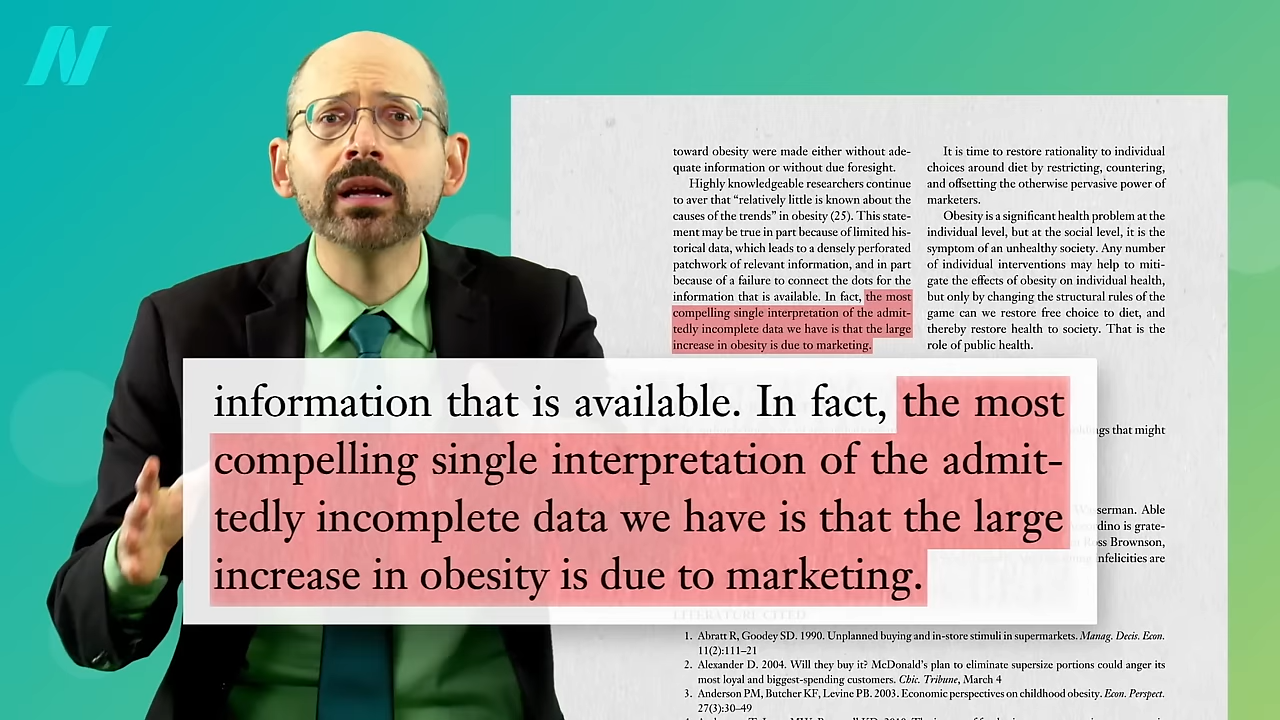 N
toward obesity were made either without ade-
quate information or without due foresight.
Highly knowledgeable researchers continue
to aver that “relatively little is known about the
causes of the trends” in obesity (25). This state-
ment may be true in part because of limited his-
torical data, which leads to a densely perforated
patchwork of relevant information, and in part
because of a failure to connect the dots for the
information that is available. In fact, the most
compelling single interpretation of the admit-
tedly incomplete data we have is that the large
increase in obesity is due to marketing.
It is time to restore rationality to individual
choices around diet by restricting, countering,
and offsetting the otherwise pervasive power of
marketers.
Obesity is a significant health problem at the
individual level, but at the social level, it is the
symptom of an unhealthy society. Any number
of individual interventions may help to miti-
gate the effects of obesity on individual health,
but only by changing the structural rules of the
game can we restore free choice to diet, and
thereby restore health to society. That is the
role of public health.
information that is available. In fact, the most
compelling single interpretation of the admit-
tedly incomplete data we have is that the large
increase in obesity is due to marketing.
that might
Wasserman. Able
is grate-
Ross Brownson,
infelicities are
LITERATURE CITED
1. Abratt R, Goodey SD. 1990. Unplanned buying and in-store stimuli in supermarkets. Manag. Decis. Econ.
11(2):111–21
2. Alexander D. 2004. Will they buy it? McDonald’s plan to eliminate supersize portions could anger its
most loyal and biggest-spending customers. Chic. Tribune, March 4
3. Anderson PM, Butcher KF, Levine PB. 2003. Economic perspectives on childhood obesity. Econ. Perspect.
27(3):30–49